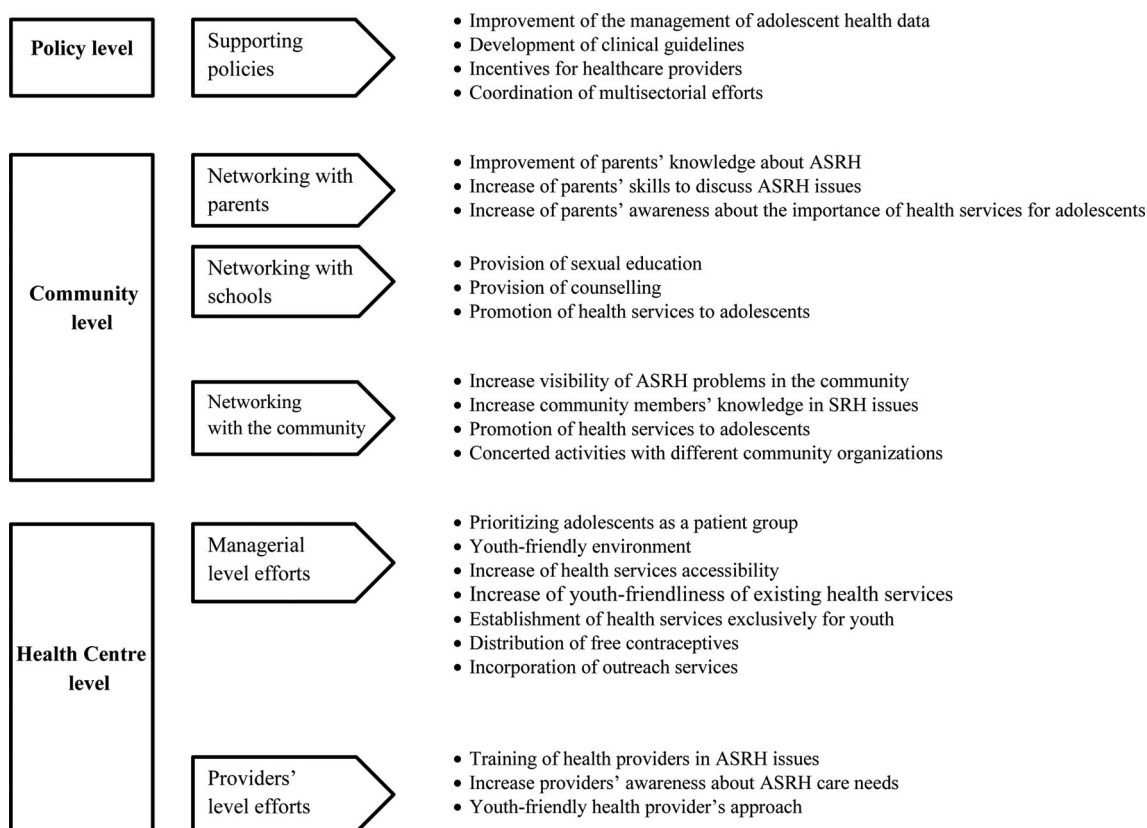 Policy level
Supporting
policies
• Improvement of the management of adolescent health data
• Development of clinical guidelines
• Incentives for healthcare providers
• Coordination of multisectorial efforts
Community
level
Networking with
parents
• Improvement of parents’ knowledge about ASRH
• Increase of parents’ skills to discuss ASRH issues
• Increase of parents’ awareness about the importance of health services for adolescents
Networking with
schools
• Provision of sexual education
• Provision of counselling
• Promotion of health services to adolescents
Networking
with the community
• Increase visibility of ASRH problems in the community
• Increase community members’ knowledge in SRH issues
• Promotion of health services to adolescents
• Concerted activities with different community organizations
Health Centre
level
Managerial
level efforts
• Prioritizing adolescents as a patient group
• Youth-friendly environment
• Increase of health services accessibility
• Increase of youth-friendliness of existing health services
• Establishment of health services exclusively for youth
• Distribution of free contraceptives
• Incorporation of outreach services
Providers’
level efforts
• Training of health providers in ASRH issues
• Increase providers’ awareness about ASRH care needs
• Youth-friendly health provider’s approach